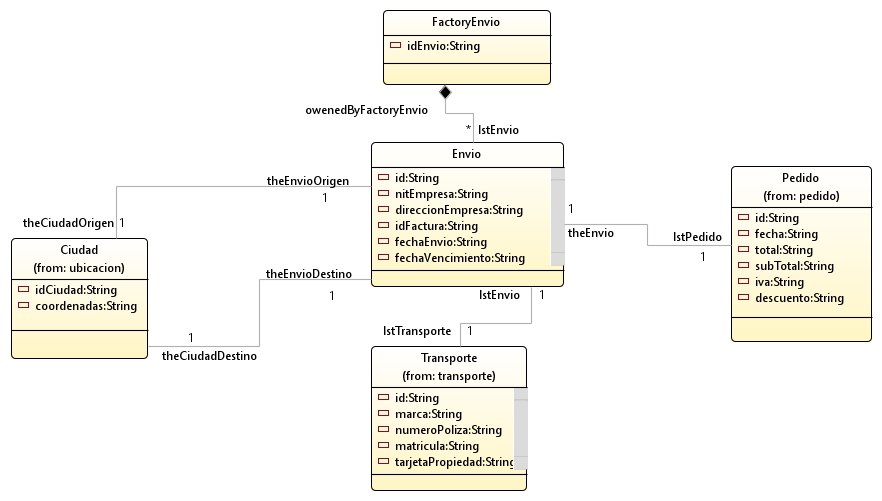 FactoryEnvio
idEnvio:String
owenedByFactoryEnvio
* lstEnvio
Envio
id:String
nitEmpresa:String
direccionEmpresa:String
idFactura:String
fechaEnvio:String
fechaVencimiento:String
theEnvioOrigen
1
theCiudadOrigen 1
Ciudad
(from: ubicacion)
idCiudad:String
coordenadas:String
theEnvioDestino
1
1
theCiudadDestino
1
theEnvio
lstPedido
1
Pedido
(from: pedido)
id:String
fecha:String
total:String
subTotal:String
iva:String
descuento:String
lstEnvio 1
lstTransporte 1
Transporte
(from: transporte)
id:String
marca:String
numeroPoliza:String
matricula:String
tarjetaPropiedad:String